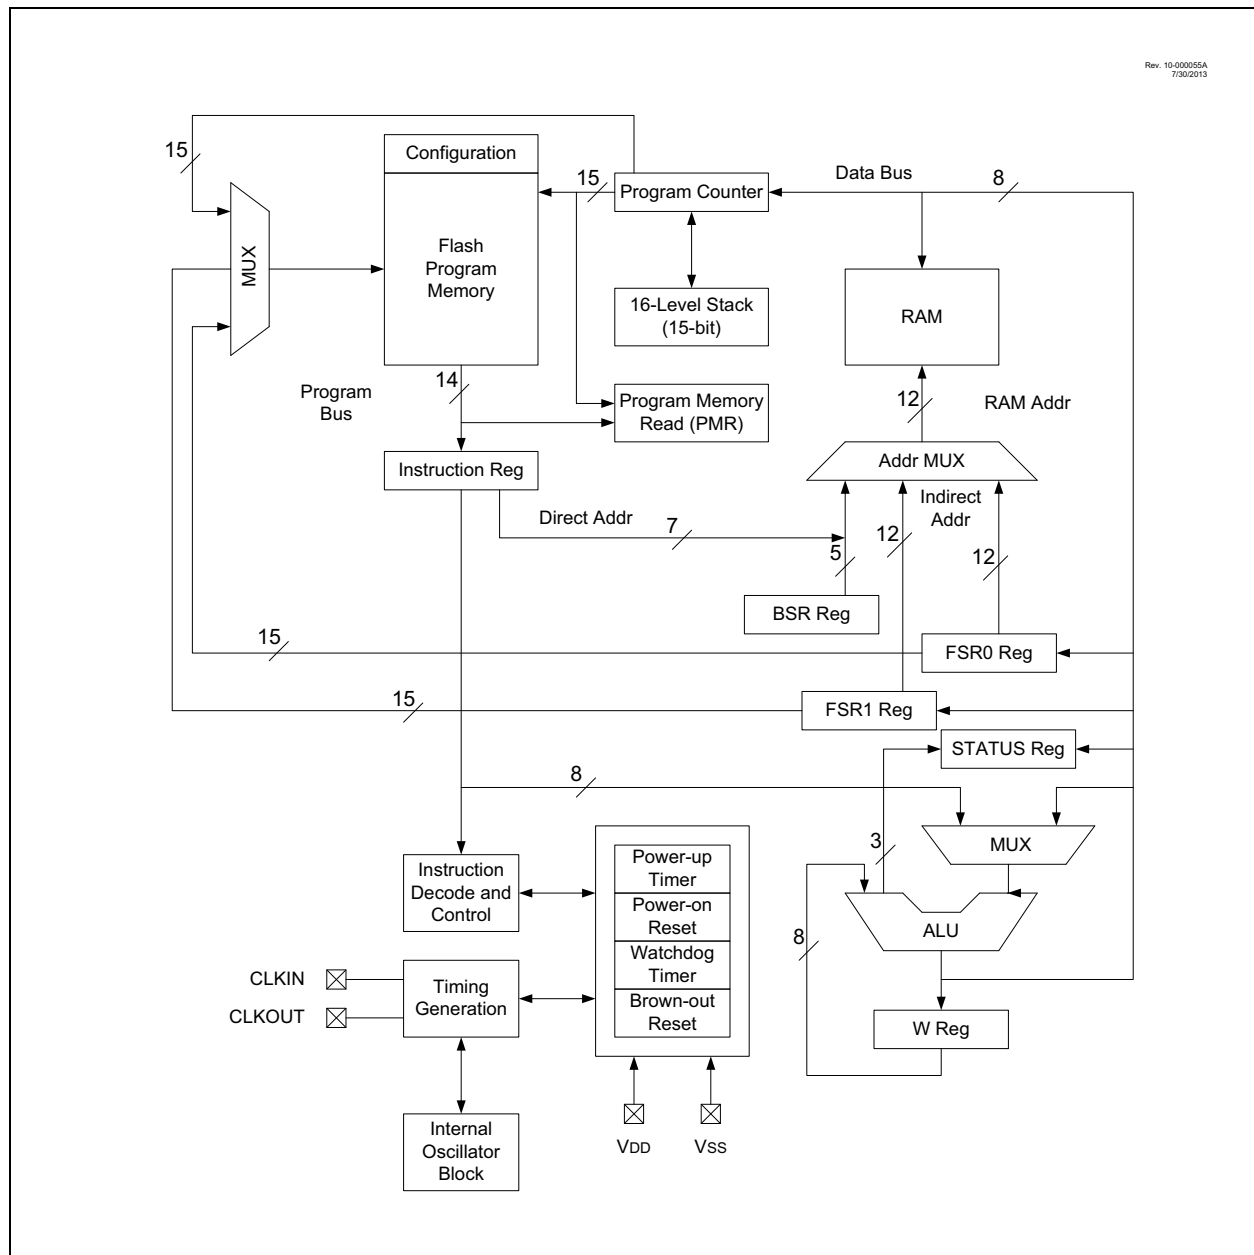 Rev. 10-000055A
7/30/2013
15
Configuration
15
Program Counter
Data Bus
8
MUX
Flash
Program
Memory
16-Level Stack
(15-bit)
RAM
Program
Bus
14
Program Memory
Read (PMR)
12
RAM Addr
Instruction Reg
Addr MUX
Direct Addr
7
Indirect
Addr
5
12
12
BSR Reg
15
FSR0 Reg
15
FSR1 Reg
STATUS Reg
8
3
MUX
Instruction
Decode and
Control
Power-up
Timer
Power-on
Reset
Watchdog
Timer
Brown-out
Reset
8
ALU
CLKIN
CLKOUT
Timing
Generation
W Reg
Internal
Oscillator
Block
VDD
VSS